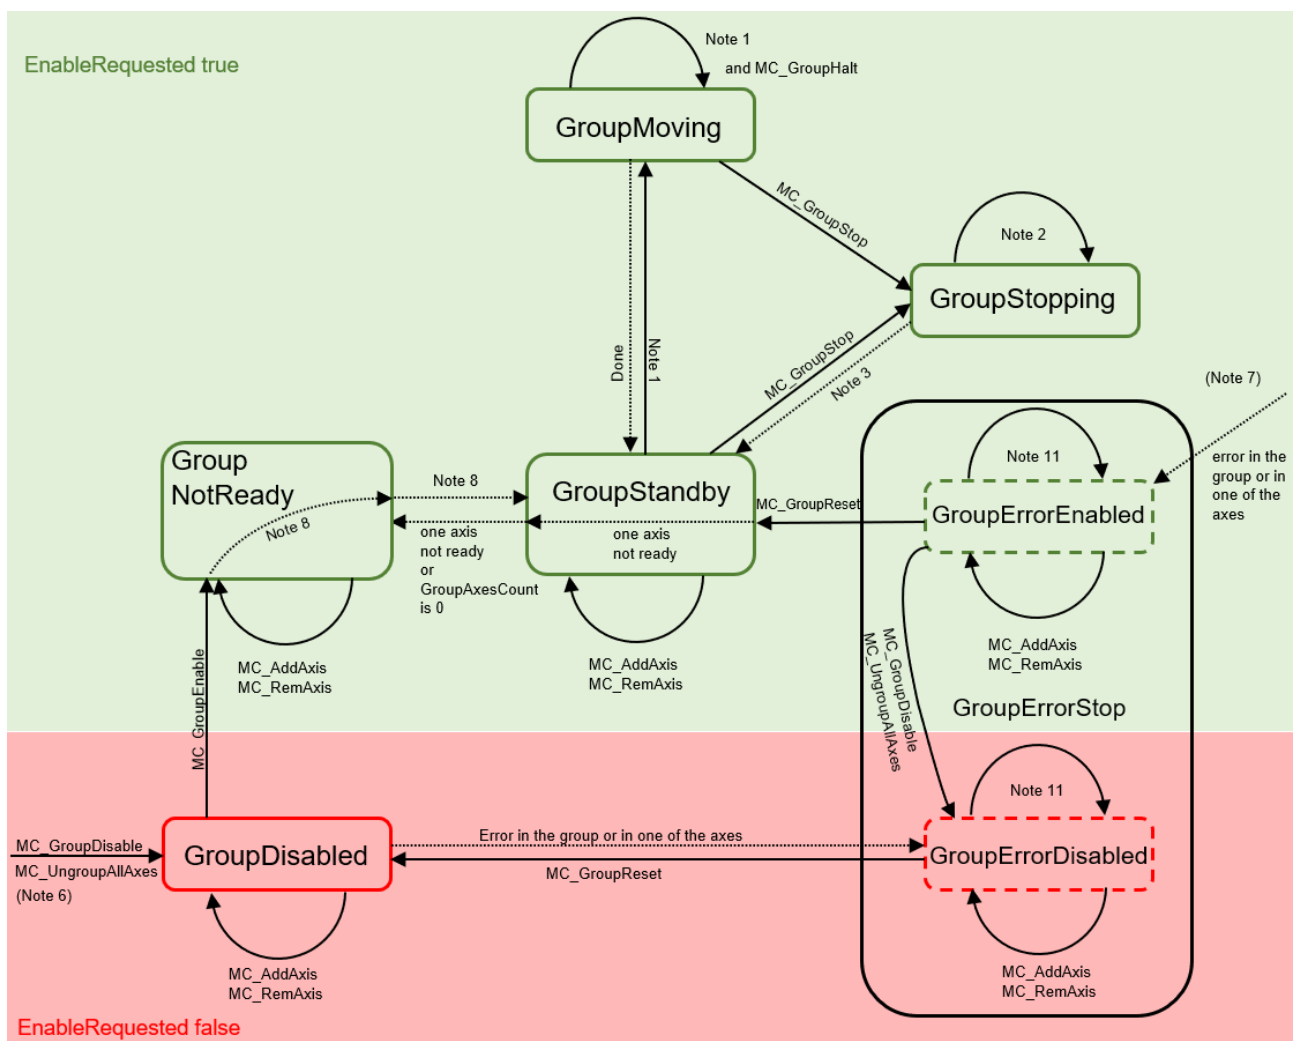 EnableRequested true
Note 1
and MC_GroupHalt
GroupMoving
MC_GroupStop
Note 2
GroupStopping
Done
Note 1
MC_GroupStop
Note 3
(Note 7)
error in the
group or in
one of the
axes
Group
NotReady
Note 8
Note 8
one axis
not ready
or
GroupAxesCount
is 0
GroupStandby
one axis
not ready
MC_GroupReset
Note 11
GroupErrorEnabled
MC_AddAxis
MC_RemAxis
MC_AddAxis
MC_RemAxis
MC_AddAxis
MC_RemAxis
MC_GroupEnable
MC_GroupDisable
MC_UngroupAllAxes
GroupErrorStop
Note 11
MC_GroupDisable
MC_UngroupAllAxes
(Note 6)
GroupDisabled
Error in the group or in one of the axes
MC_GroupReset
GroupErrorDisabled
MC_AddAxis
MC_RemAxis
MC_AddAxis
MC_RemAxis
EnableRequested false